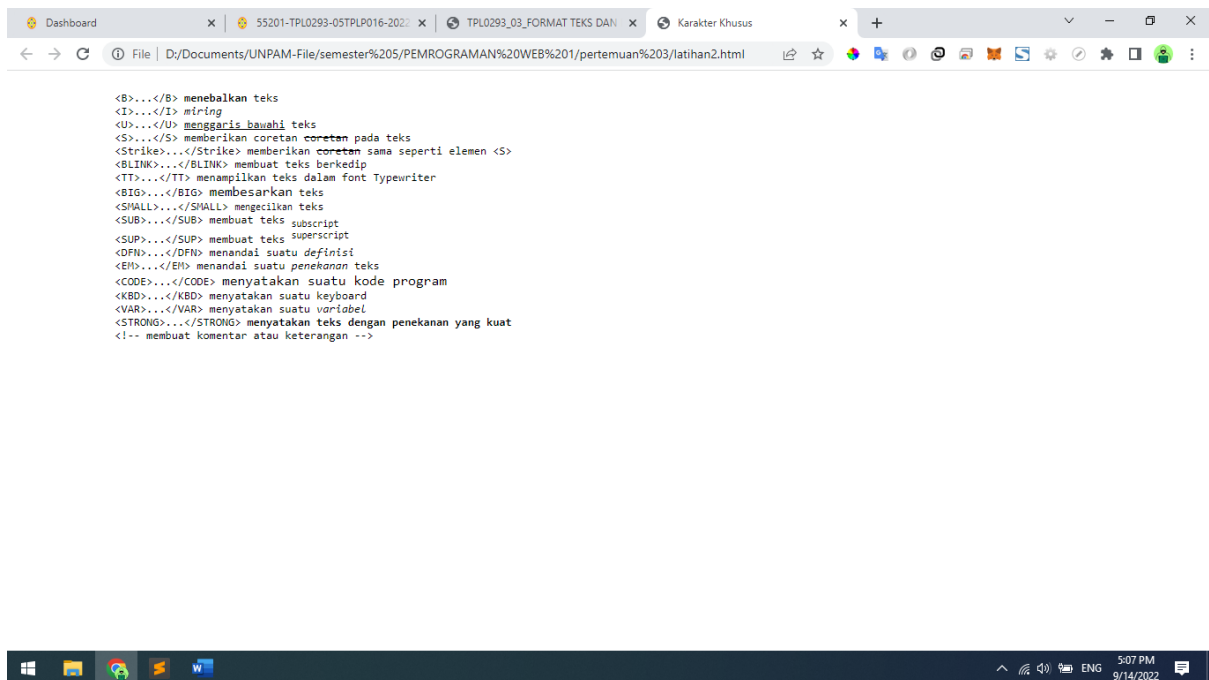 Dashboard
55201-TPL0293-05TPLP016-2022
TPL0293_03_FORMAT TEKS DAN
Karakter Khusus
File | D:/Documents/UNPAM-File/semester%205/PEMROGRAMAN%20WEB%201/pertemuan%203/latihan2.html
<B>...</B> menebalkan teks
<I>...</I> miring
<U>...</U> menggaris bawahi teks
<S>...</S> memberikan coretan coretan pada teks
<Strike>...</Strike> memberikan coretan sama seperti elemen <S>
<BLINK>...</BLINK> membuat teks berkedip
<TT>...</TT> menampilkan teks dalam font Typewriter
<BIG>...</BIG> membesarkan teks
<SMALL>...</SMALL> mengecilkan teks
<SUB>...</SUB> membuat teks subscript
<SUP>...</SUP> membuat teks superscript
<DFN>...</DFN> menandai suatu definisi
<EM>...</EM> menandai suatu penekanan teks
<CODE>...</CODE> menyatakan suatu kode program
<KBD>...</KBD> menyatakan suatu keyboard
<VAR>...</VAR> menyatakan suatu variabel
<STRONG>...</STRONG> menyatakan teks dengan penekanan yang kuat
<!-- membuat komentar atau keterangan -->
ENG
5:07 PM
9/14/2022